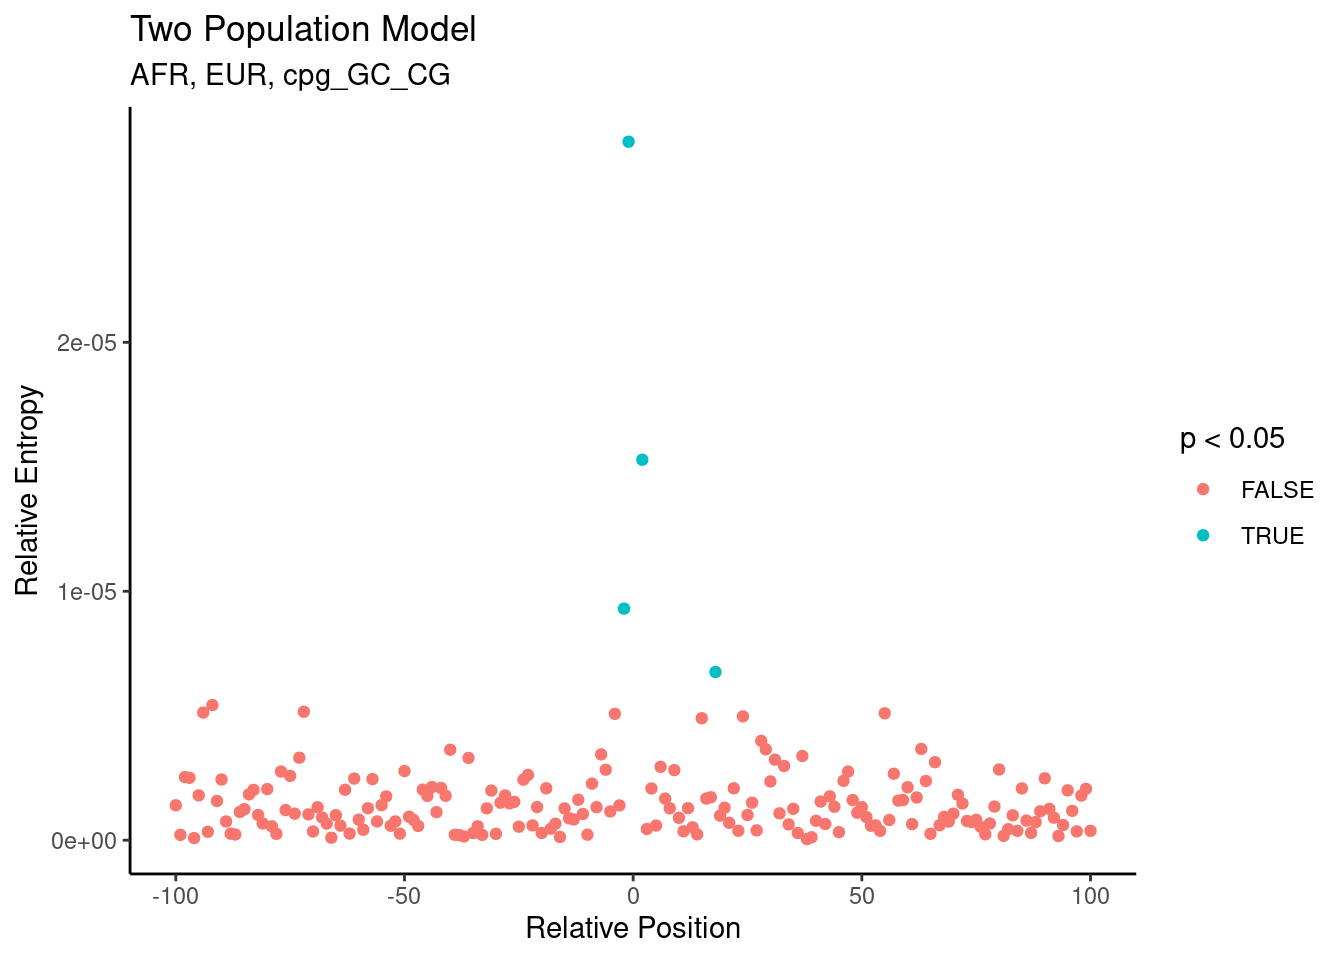 Two Population Model
AFR, EUR, cpg_GC_CG
Relative Entropy
2e-05
1e-05
0e+00
-100
-50
0
50
100
Relative Position
p < 0.05
FALSE
TRUE